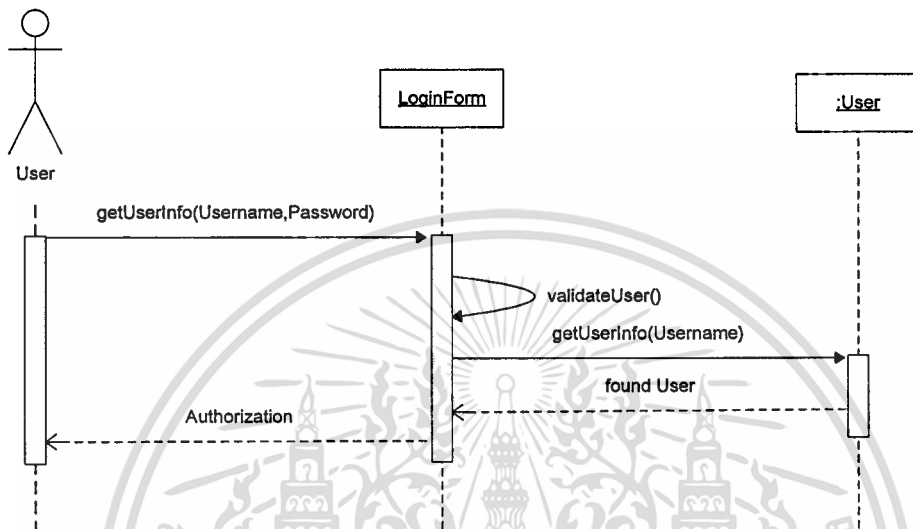 LoginForm
:User
User
getUserInfo(Username,Password)
validateUser()
getUserInfo(Username)
found User
Authorization